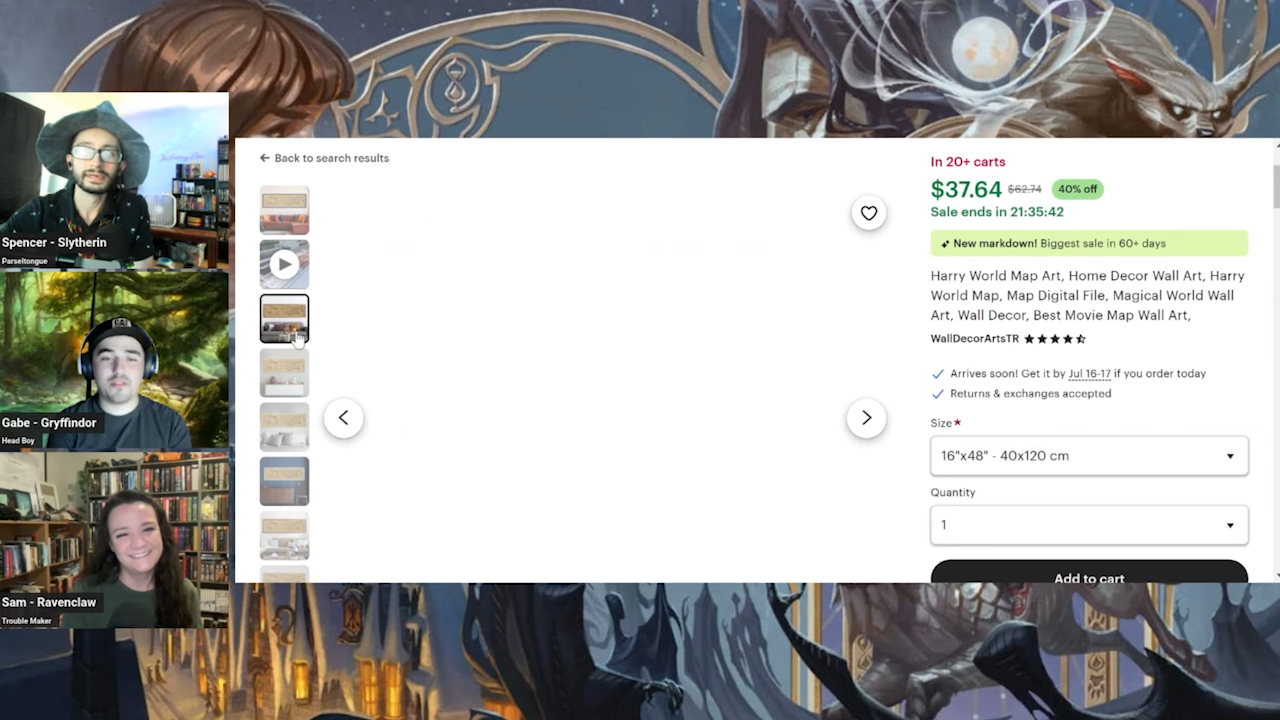 Spencer - Slytherin
Parseltongue
CAT
Gabe - Gryffindor
Head Boy
Sam - Ravenclaw
Trouble Maker
Back to search results
In 20+ carts
$37.64 $62.74 40% off
Sale ends in 21:35:42
New markdown! Biggest sale in 60+ days
Harry World Map Art, Home Decor Wall Art, Harry
World Map, Map Digital File, Magical World Wall
Art, Wall Decor, Best Movie Map Wall Art,
WallDecorArtsTR
Arrives soon! Get it by Jul 16-17 if you order today
Returns & exchanges accepted
Size*
16"x48" - 40x120 cm
Quantity
1
Add to cart